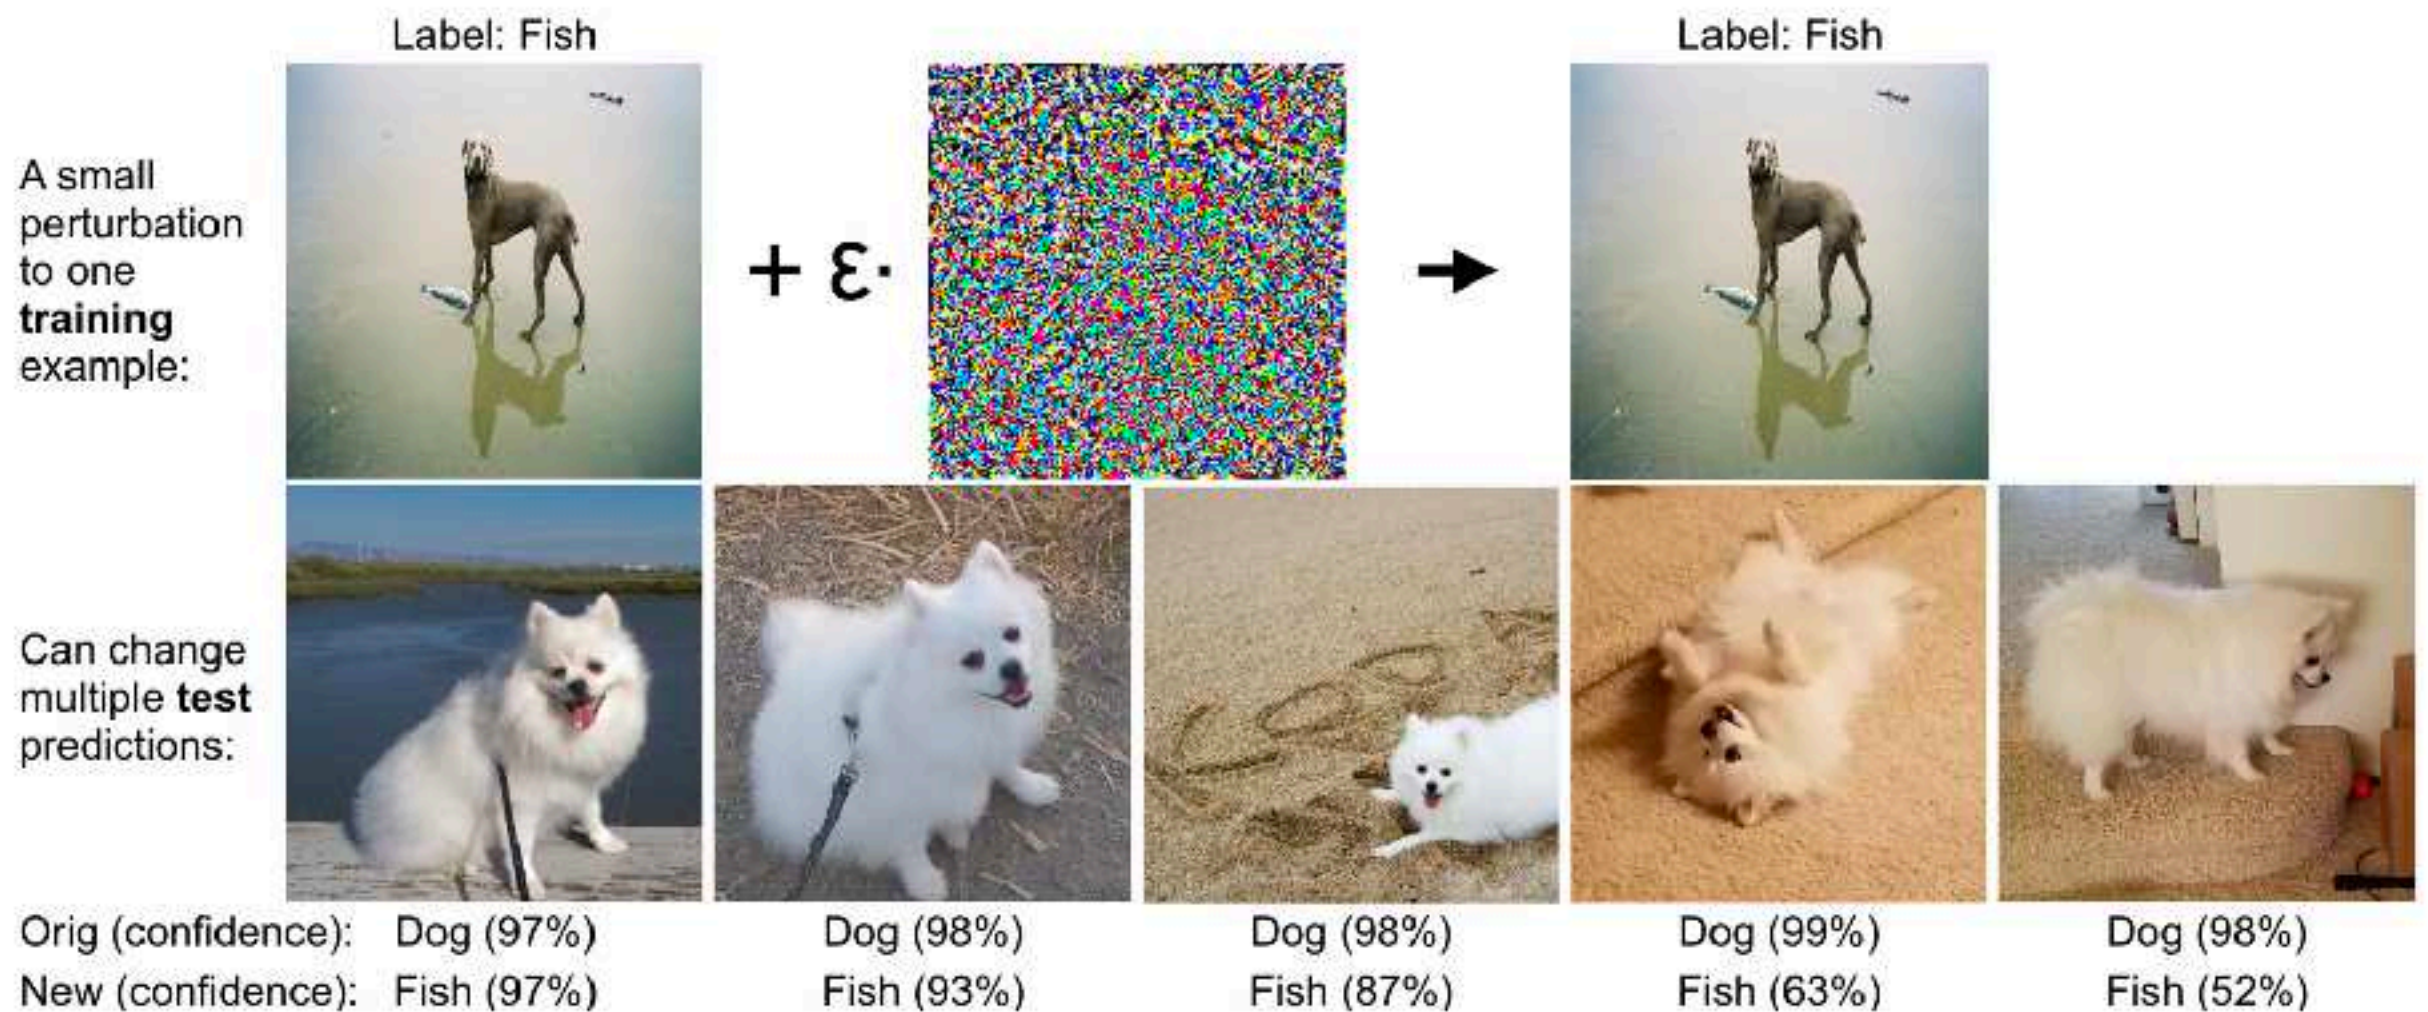 Label: Fish
Label: Fish
A small
perturbation
to one
training
example:
+ ε·
Can change
multiple test
predictions:
Orig (confidence): Dog (97%) Dog (98%) Dog (98%) Dog (99%) Dog (98%)
New (confidence): Fish (97%) Fish (93%) Fish (87%) Fish (63%) Fish (52%)